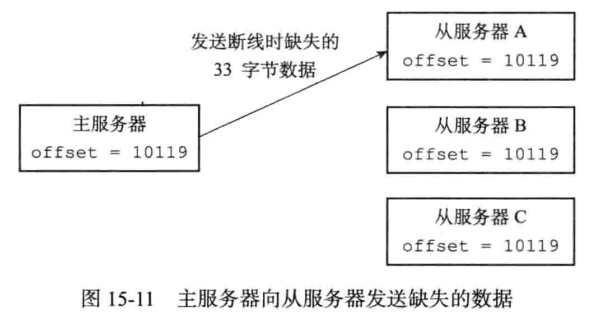 发送断线时缺失的
33 字节数据
从服务器 A
offset = 10119
主服务器
offset = 10119
从服务器 B
offset = 10119
从服务器 C
offset = 10119
图 15-11 主服务器向从服务器发送缺失的数据